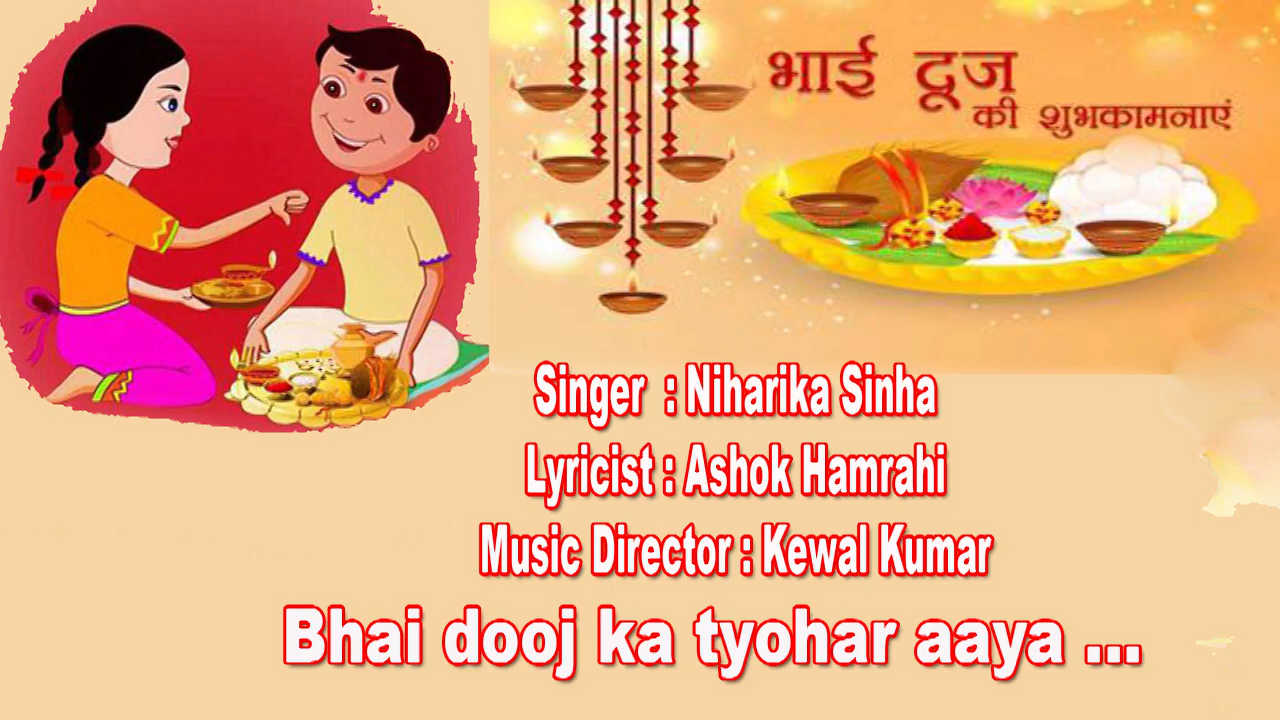 भाई दूज
की शुभकामनाएं
Singer : Niharika Sinha
Lyricist : Ashok Hamrahi
Music Director : Kewal Kumar
Bhai dooj ka tyohar aaya ...